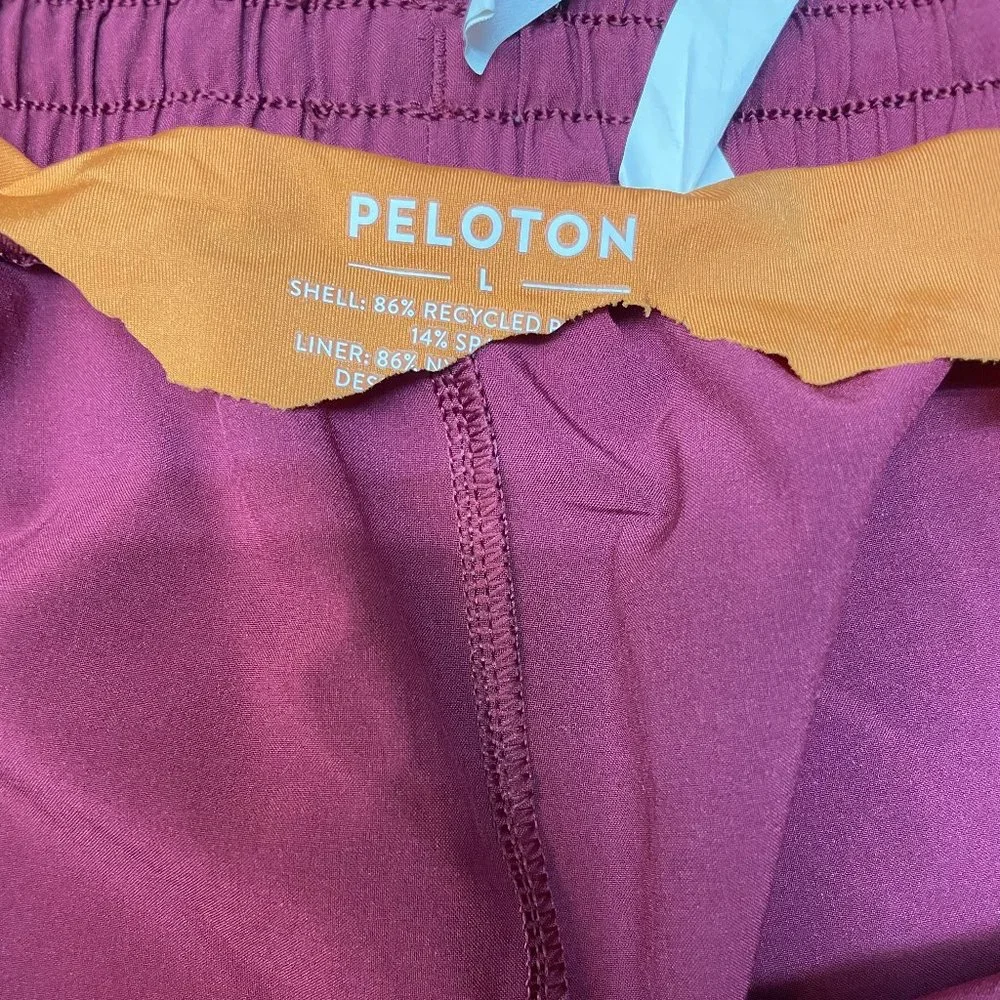 PELOTON
L
SHELL: 86% RECYCLED
14%
LINER: 86%